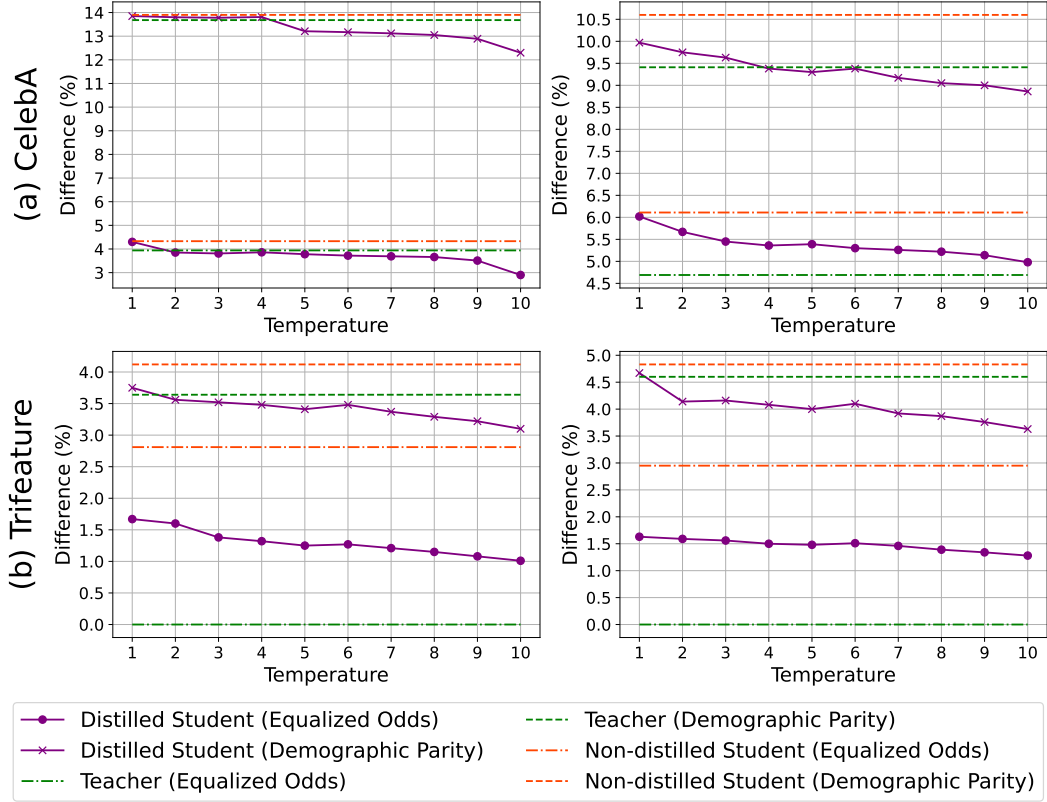 (a) CelebA
14
13
12
11
10
9
8
7
6
5
4
3
Difference (%)
1 2 3 4 5 6 7 8 9 10
Temperature
10.5
10.0
9.5
9.0
8.5
8.0
7.5
7.0
6.5
6.0
5.5
5.0
4.5
Difference (%)
1 2 3 4 5 6 7 8 9 10
Temperature
(b) Trifeature
4.0
3.5
3.0
2.5
2.0
1.5
1.0
0.5
0.0
Difference (%)
1 2 3 4 5 6 7 8 9 10
Temperature
5.0
4.5
4.0
3.5
3.0
2.5
2.0
1.5
1.0
0.5
0.0
Difference (%)
1 2 3 4 5 6 7 8 9 10
Temperature
Distilled Student (Equalized Odds)
Distilled Student (Demographic Parity)
Teacher (Equalized Odds)
Teacher (Demographic Parity)
Non-distilled Student (Equalized Odds)
Non-distilled Student (Demographic Parity)